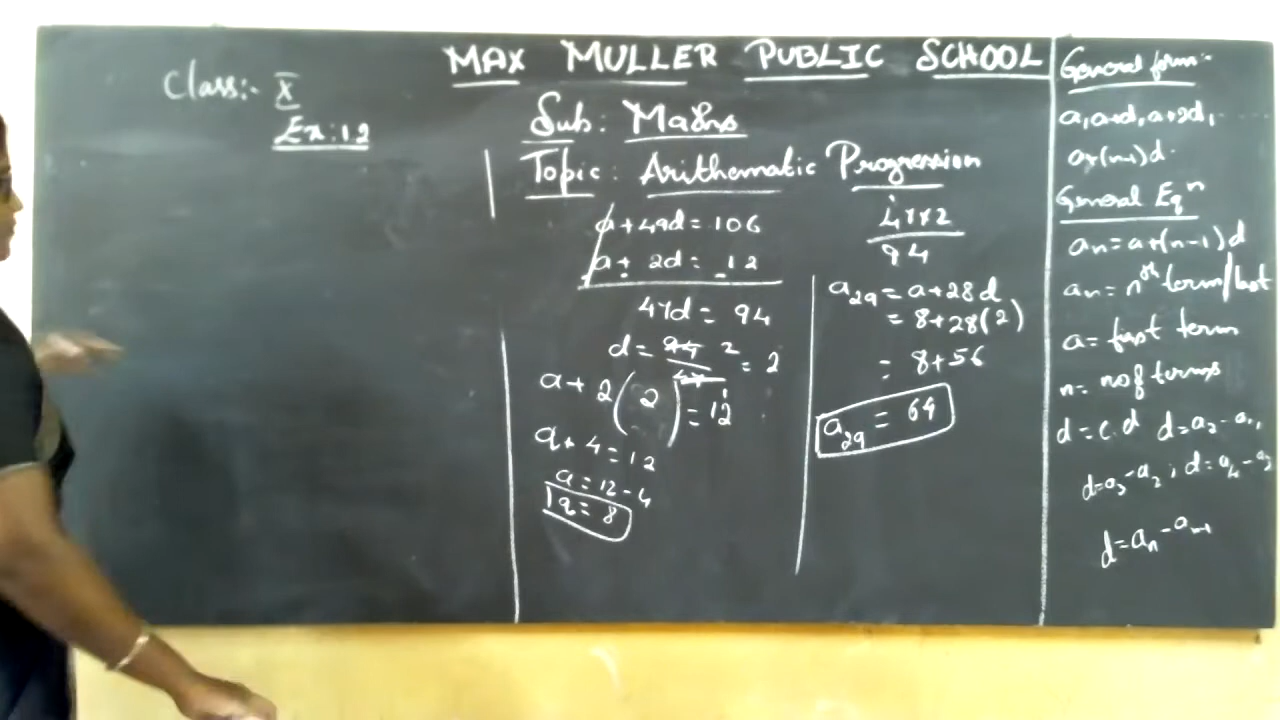 MAX MULLER PUBLIC SCHOOL
Class:- X
Ex:12
Sub: Maths
Topic: Arithematic Progression
a+49d=106
a+ 2d= 12
47d = 94
d = 94 2 = 2
47 1
a+ 2(2) = 12
a+ 4=12
a=12-4
a= 8
47x2
94
a29 = a+28d
= 8+28(2)
= 8+56
a29 = 64
General form:-
a, a+d, a+2d, ....
a+(n-1)d.
General Eqn
an=a+(n-1)d
an= nth term/last
a= first term
n= no of terms
d=c.d d=a2-a1,
d=a3-a2; d=a4-a3
d=an-an-1